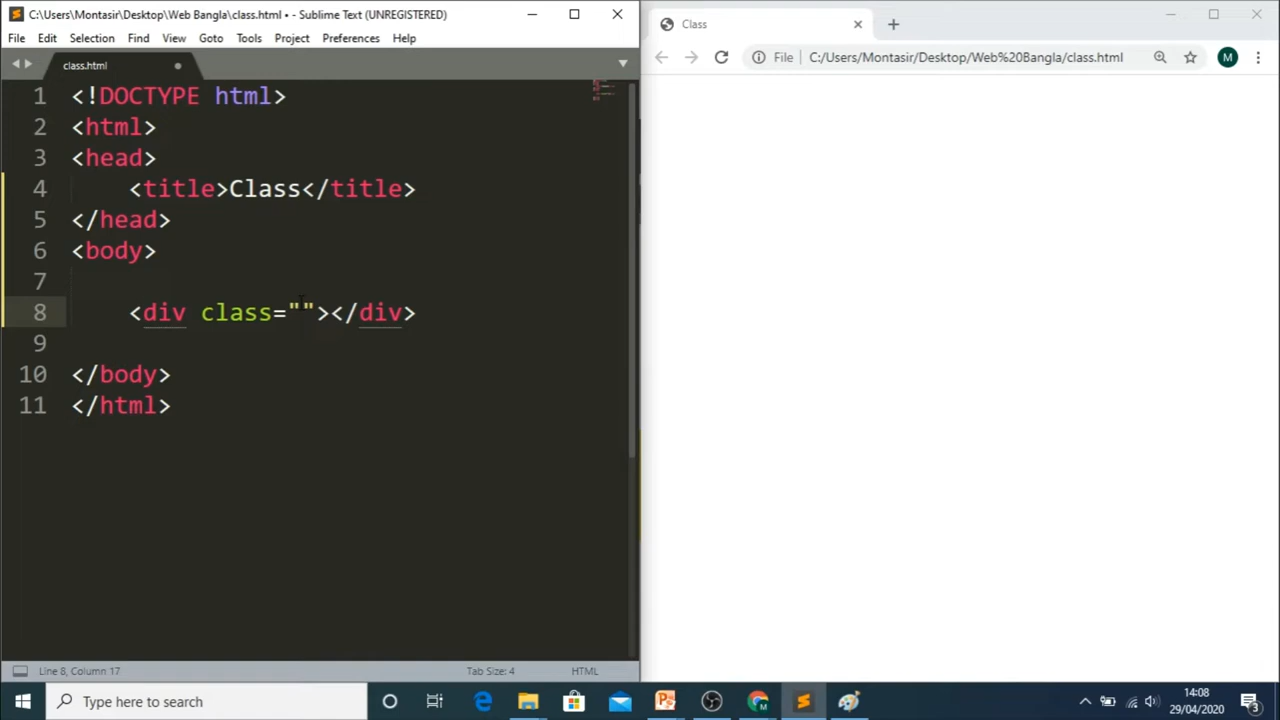 C:\Users\Montasir\Desktop\Web Bangla\class.html • - Sublime Text (UNREGISTERED)
File Edit Selection Find View Goto Tools Project Preferences Help
class.html
1 <!DOCTYPE html>
2 <html>
3 <head>
4 <title>Class</title>
5 </head>
6 <body>
7
8 <div class=""></div>
9
10 </body>
11 </html>
Line 8, Column 17 Tab Size: 4 HTML
Class
File C:/Users/Montasir/Desktop/Web%20Bangla/class.html M
Type here to search
14:08
29/04/2020
3